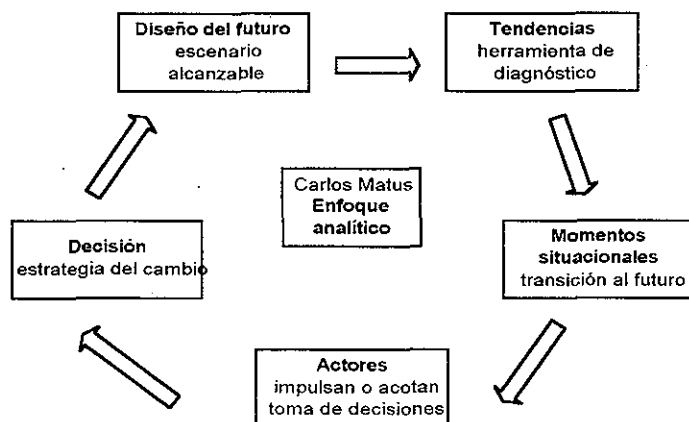 Diseño del futuro
escenario
alcanzable
Tendencias
herramienta de
diagnóstico
Carlos Matus
Enfoque
analítico
Decisión
estrategia del cambio
Momentos
situacionales
transición al futuro
Actores
impulsan o acotan
toma de decisiones